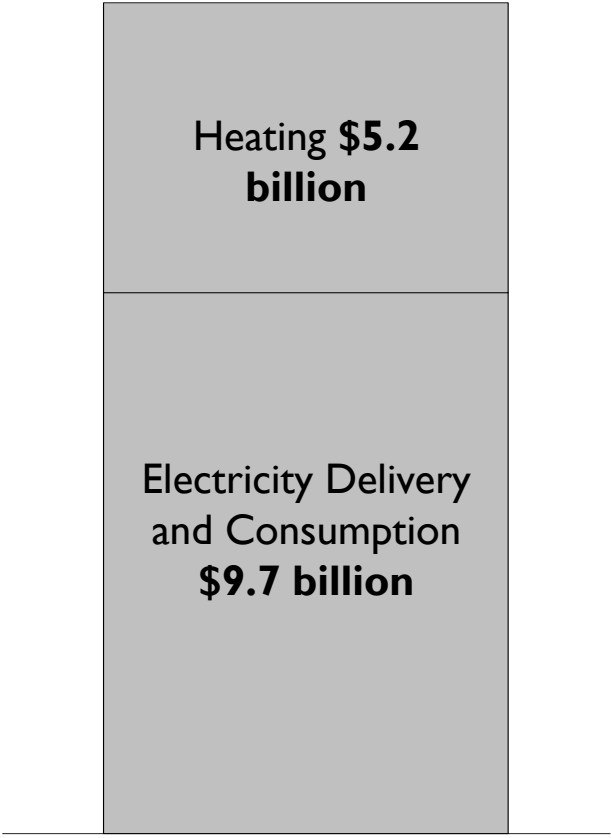 Heating $5.2
billion
Electricity Delivery
and Consumption
$9.7 billion